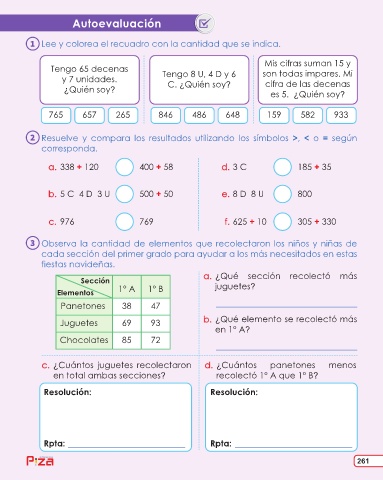 Autoevaluación
1 Lee y colorea el recuadro con la cantidad que se indica.
Tengo 65 decenas
y 7 unidades.
¿Quién soy?
Tengo 8 U, 4 D y 6
C. ¿Quién soy?
Mis cifras suman 15 y
son todas impares. Mi
cifra de las decenas
es 5. ¿Quién soy?
765 657 265 846 486 648 159 582 933
2 Resuelve y compara los resultados utilizando los símbolos >, < o = según
corresponda.
a. 338 + 120 400 + 58 d. 3 C 185 + 35
b. 5 C 4 D 3 U 500 + 50 e. 8 D 8 U 800
c. 976 769 f. 625 + 10 305 + 330
3 Observa la cantidad de elementos que recolectaron los niños y niñas de
cada sección del primer grado para ayudar a los más necesitados en estas
fiestas navideñas.
Sección
Elementos
1° A 1° B
Panetones 38 47
Juguetes 69 93
Chocolates 85 72
a. ¿Qué sección recolectó más
juguetes?
b. ¿Qué elemento se recolectó más
en 1° A?
c. ¿Cuántos juguetes recolectaron
en total ambas secciones?
d. ¿Cuántos panetones menos
recolectó 1° A que 1° B?
Resolución:
Rpta:
Resolución:
Rpta:
P:za
261